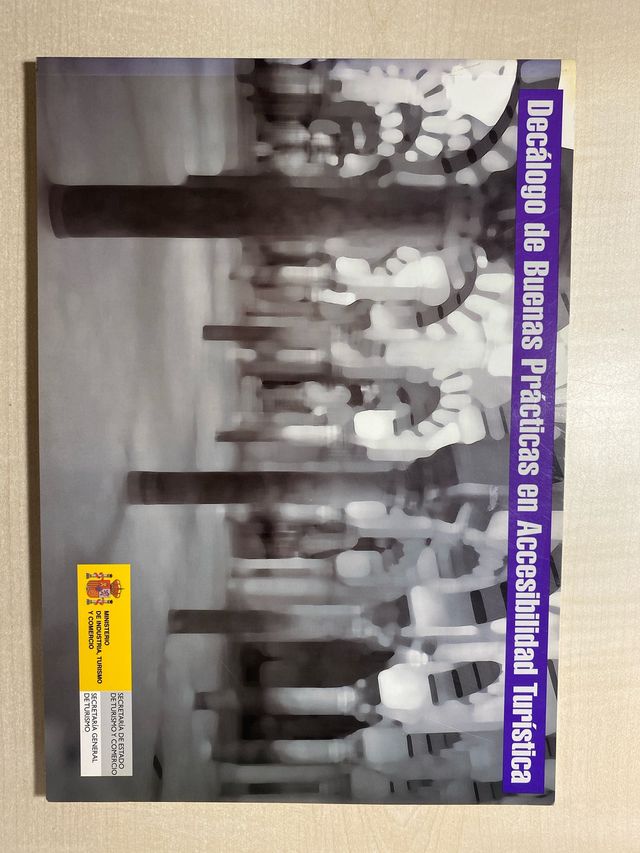 Decálogo de Buenas Prácticas en Accesibilidad Turística
MINISTERIO
DE INDUSTRIA, TURISMO
Y COMERCIO
SECRETARÍA DE ESTADO
DE TURISMO Y COMERCIO
SECRETARÍA GENERAL
DE TURISMO